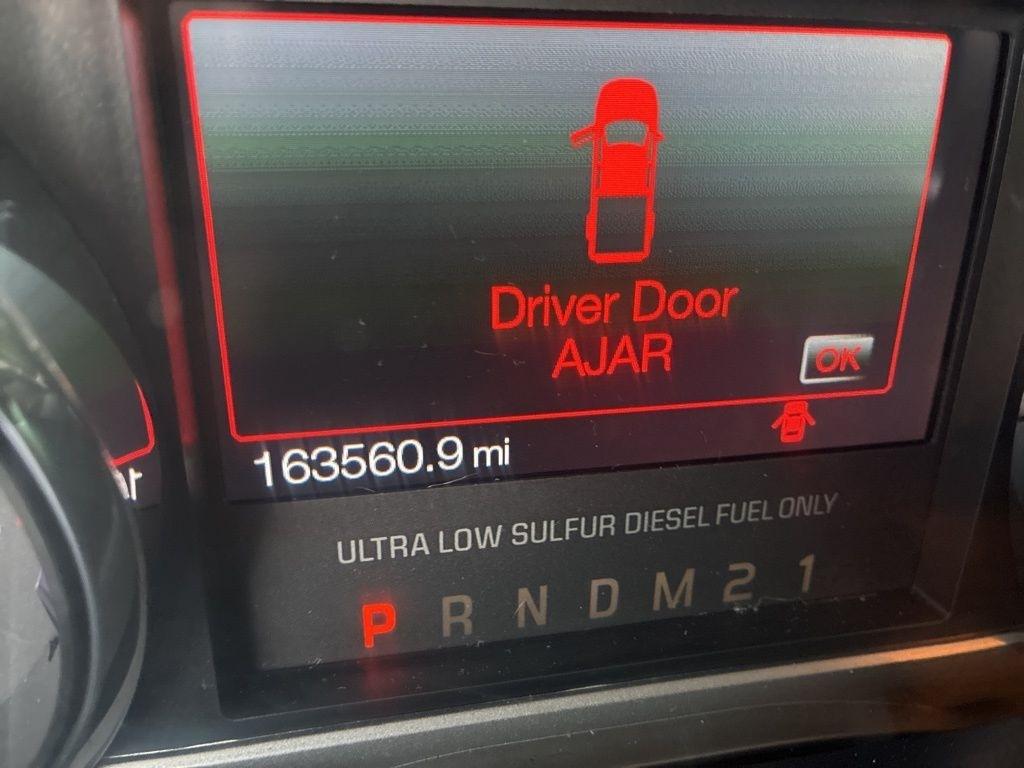 Driver Door
AJAR
OK
163560.9 mi
ULTRA LOW SULFUR DIESEL FUEL ONLY
P R N D M 2 1